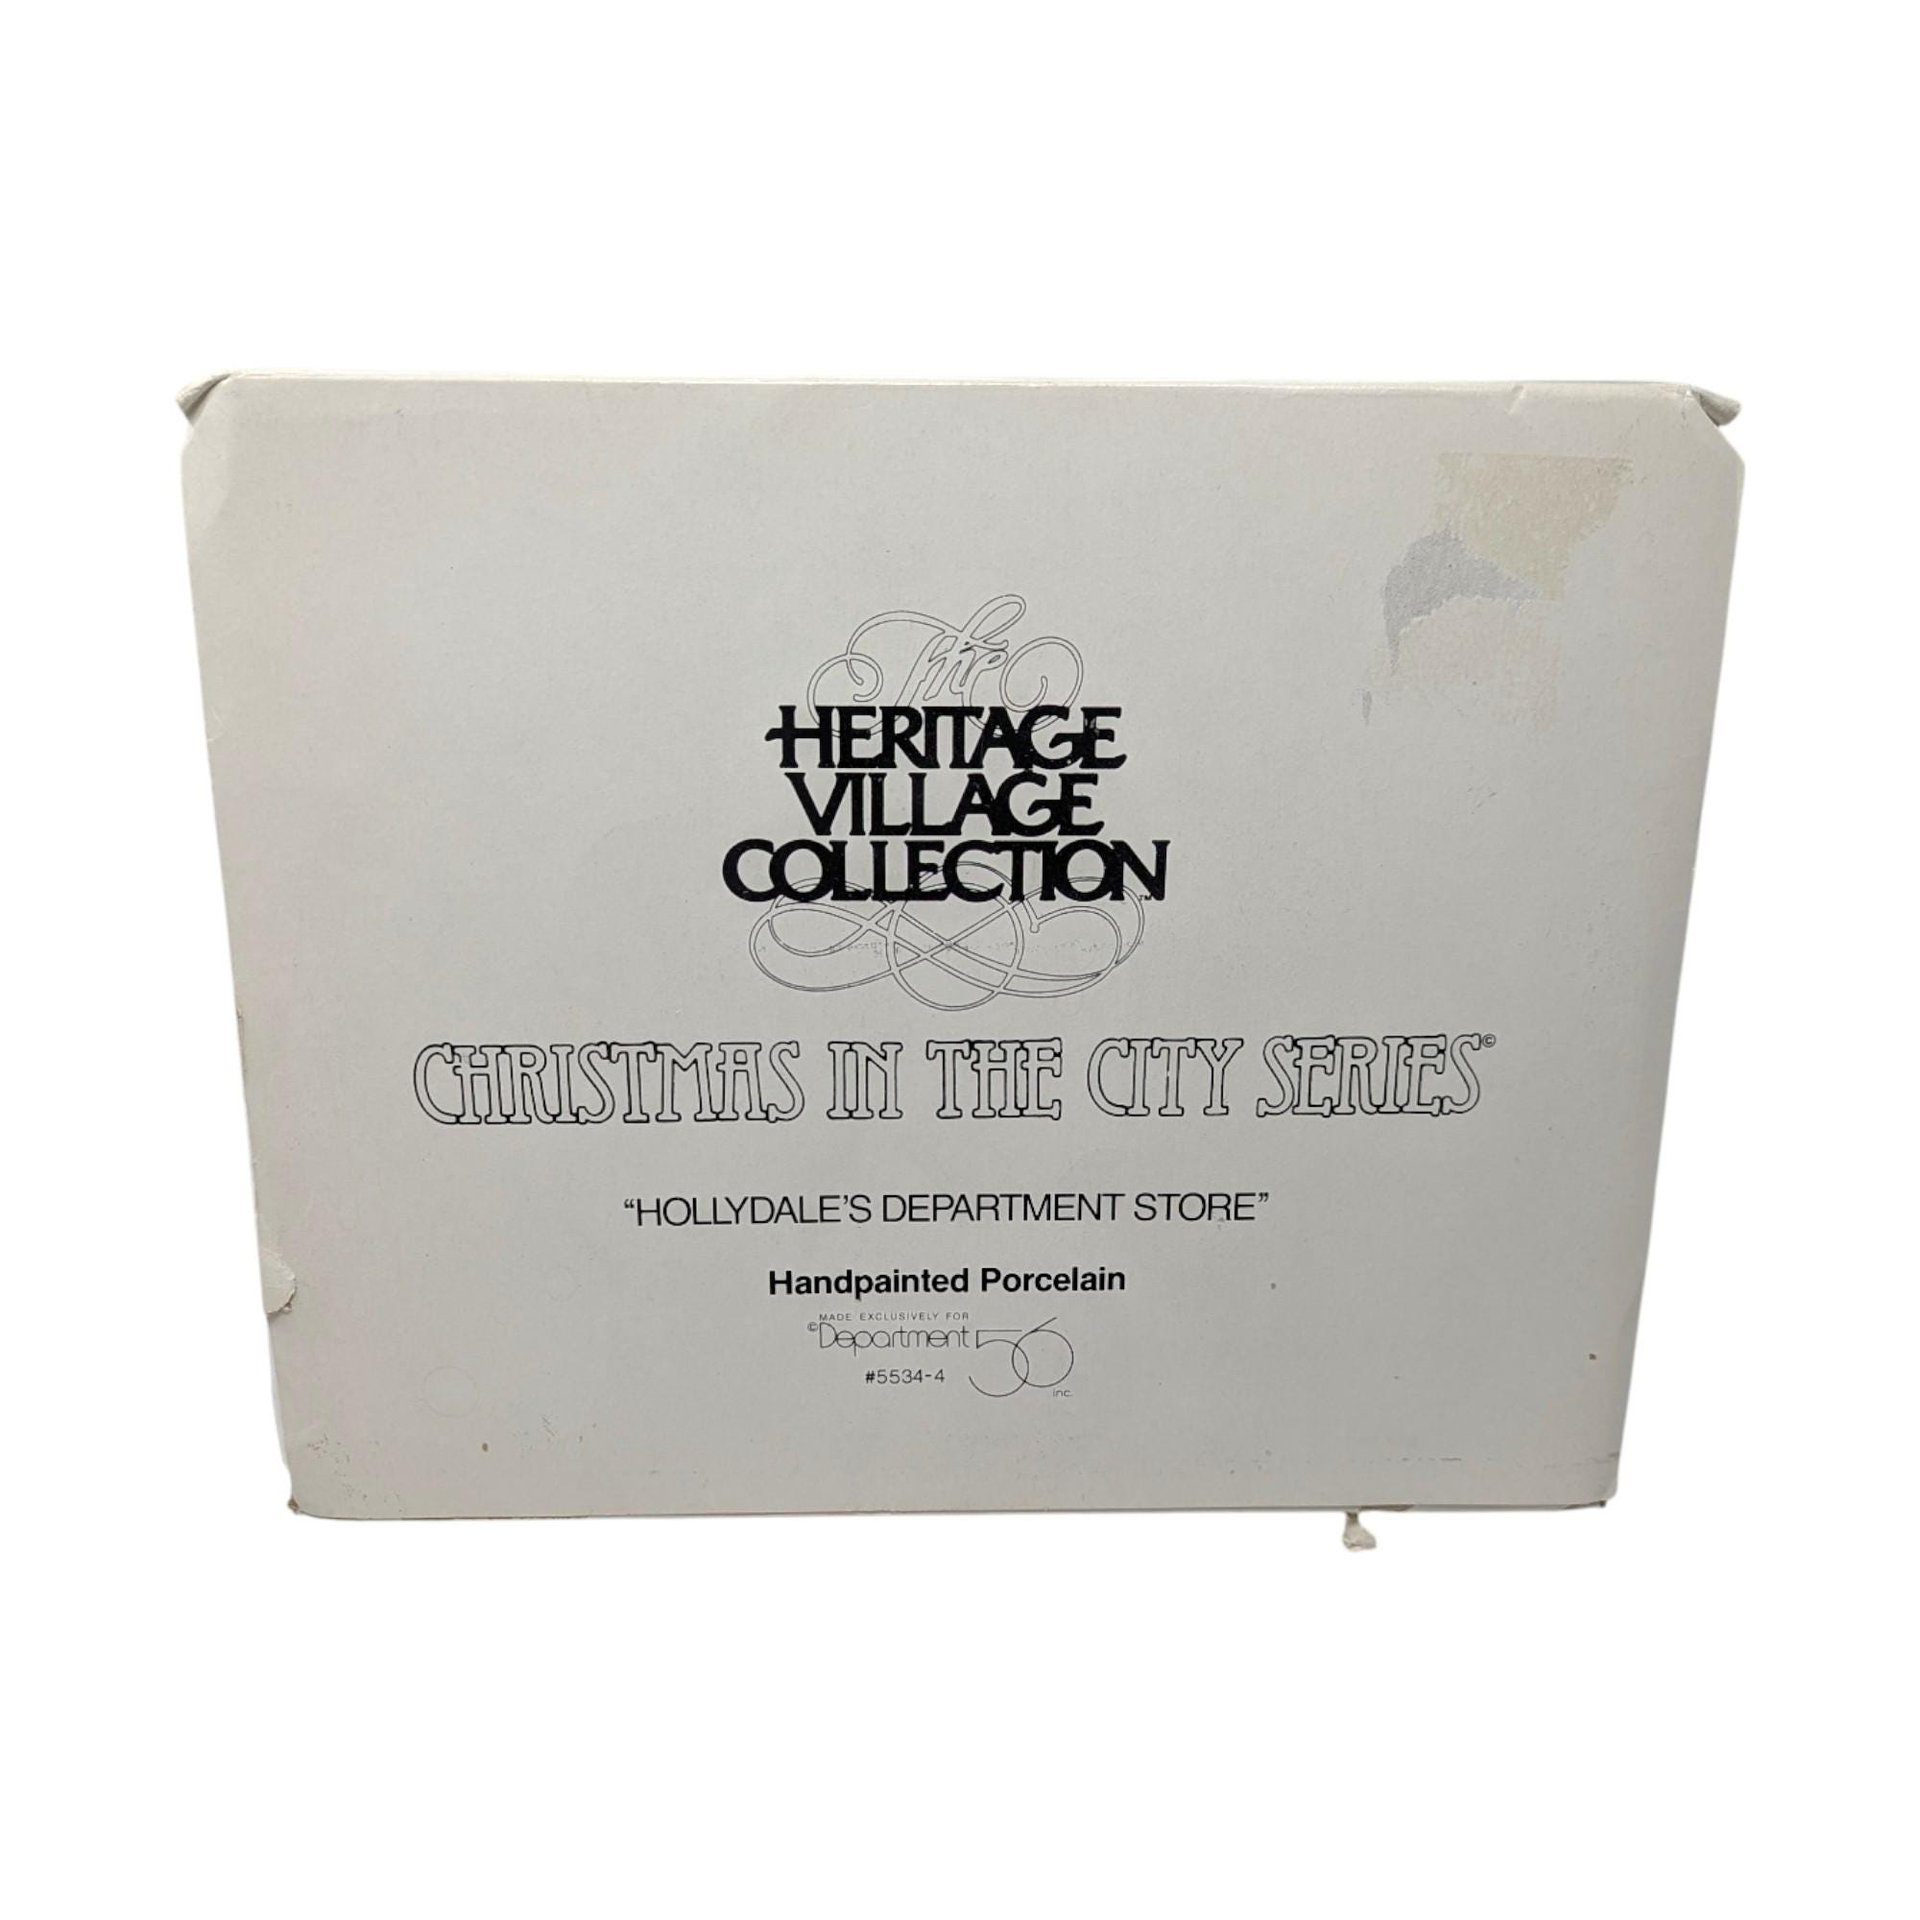 The
HERITAGE
VILLAGE
COLLECTION™
CHRISTMAS IN THE CITY SERIES©
“HOLLYDALE’S DEPARTMENT STORE”
Handpainted Porcelain
MADE EXCLUSIVELY FOR
©Department 56
#5534-4 inc.